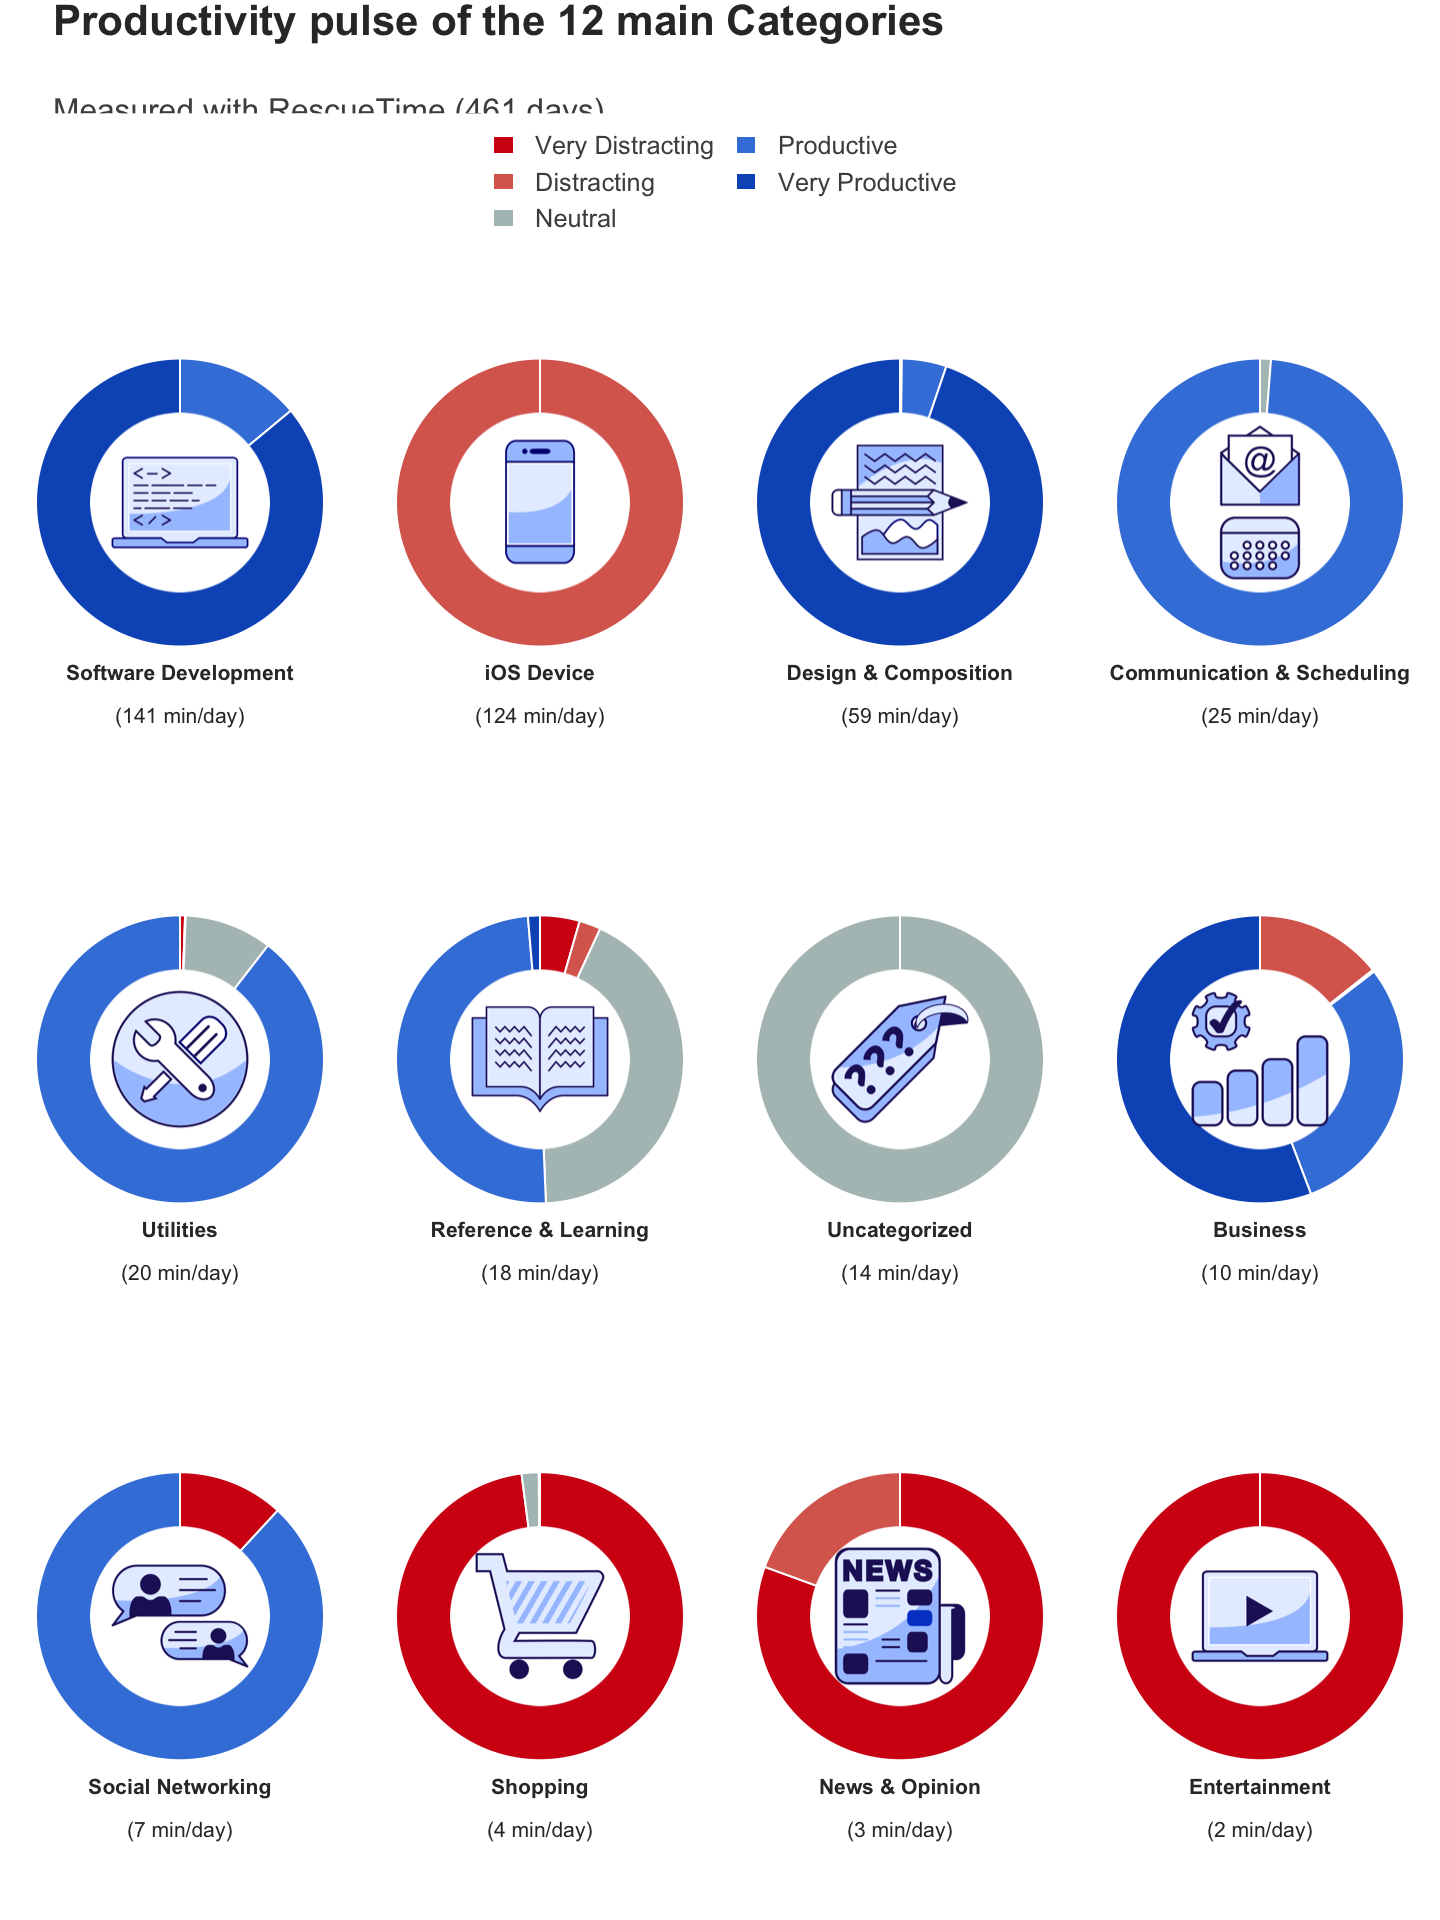 Productivity pulse of the 12 main Categories
Measured with RescueTime (461 days)
Very Distracting
Productive
Distracting
Very Productive
Neutral
Software Development
iOS Device
Design & Composition
Communication & Scheduling
(141 min/day)
(124 min/day)
(59 min/day)
(25 min/day)
@
???
Utilities
Reference & Learning
Uncategorized
Business
(20 min/day)
(18 min/day)
(14 min/day)
(10 min/day)
NEWS
Social Networking
Shopping
News & Opinion
Entertainment
(7 min/day)
(4 min/day)
(3 min/day)
(2 min/day)